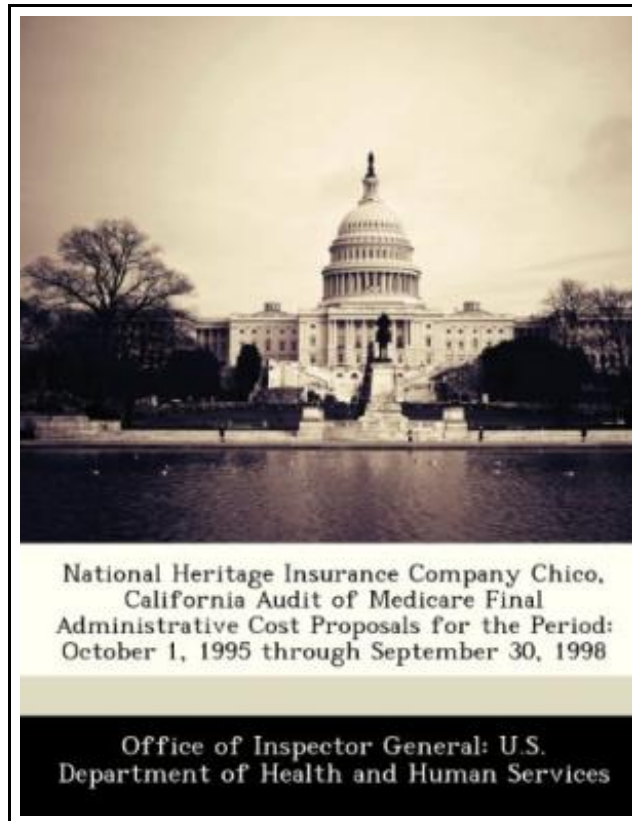 National Heritage Insurance Company Chico,
California Audit of Medicare Final
Administrative Cost Proposals for the Period:
October 1, 1995 through September 30, 1998
Office of Inspector General: U.S.
Department of Health and Human Services